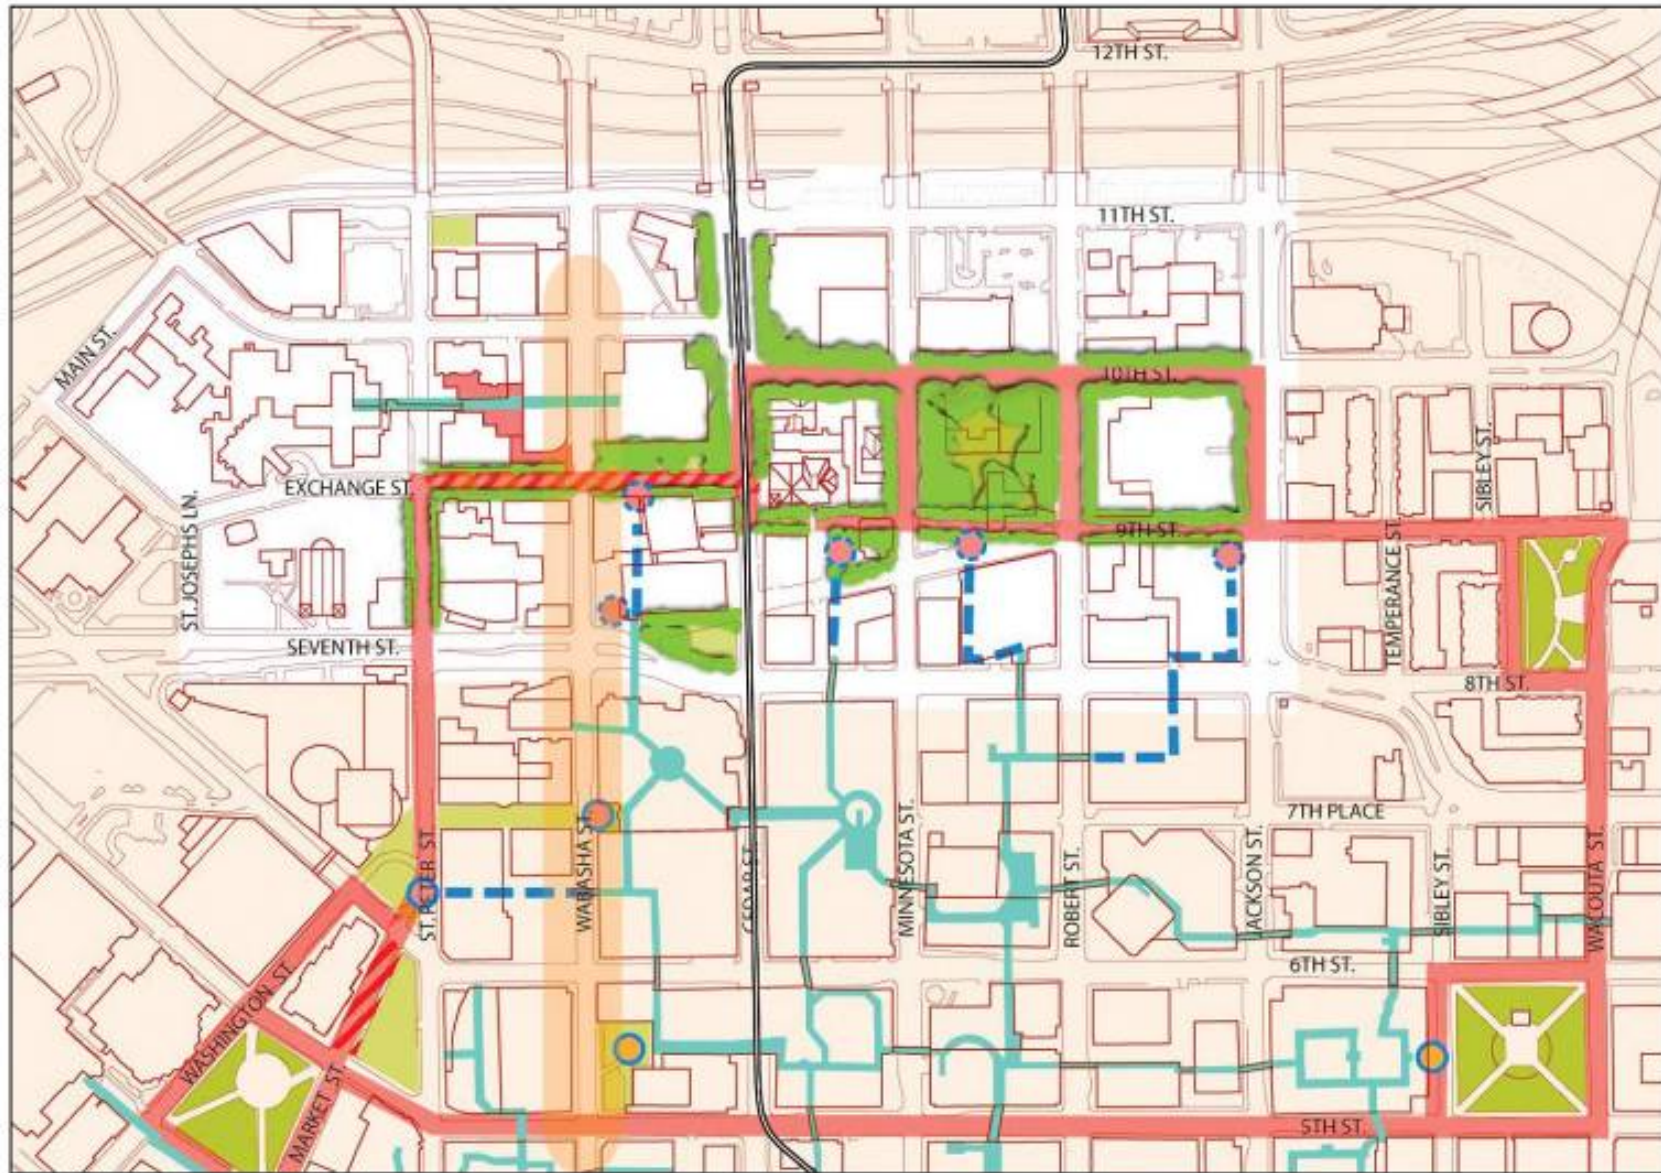 12TH ST.
11TH ST.
MAIN ST.
10TH ST.
EXCHANGE ST.
SIBLEY ST.
ST. JOSEPHS LN.
9TH ST.
TEMPERANCE ST.
SEVENTH ST.
8TH ST.
7TH PLACE
ST. PETER ST.
WABASHA ST.
CEDAR ST.
MINNESOTA ST.
ROBERT ST.
JACKSON ST.
SIBLEY ST.
WACOUTA ST.
6TH ST.
WASHINGTON ST.
MARKET ST.
5TH ST.